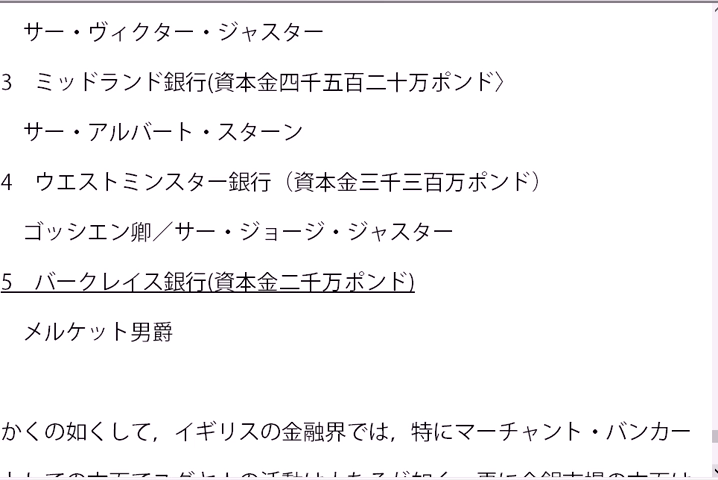 サー・ヴィクター・ジャスター
3　ミッドランド銀行(資本金四千五百二十万ポンド〉
サー・アルバート・スターン
4　ウエストミンスター銀行（資本金三千三百万ポンド）
ゴッシエン卿／サー・ジョージ・ジャスター
5　バークレイス銀行(資本金二千万ポンド)
メルケット男爵
かくの如くして，イギリスの金融界では，特にマーチャント・バンカー